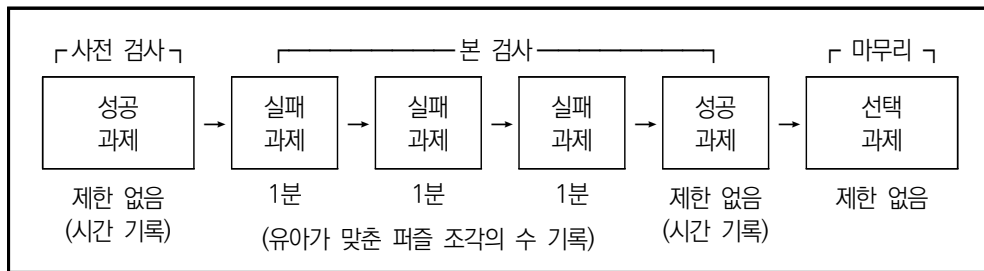 사전 검사 본 검사 마무리
성공 실패 실패 실패 성공 선택
과제 → 과제 → 과제 → 과제 → 과제 → 과제
제한 없음 1분 1분 1분 제한 없음 제한 없음
(시간 기록) (유아가 맞춘 퍼즐 조각의 수 기록) (시간 기록)